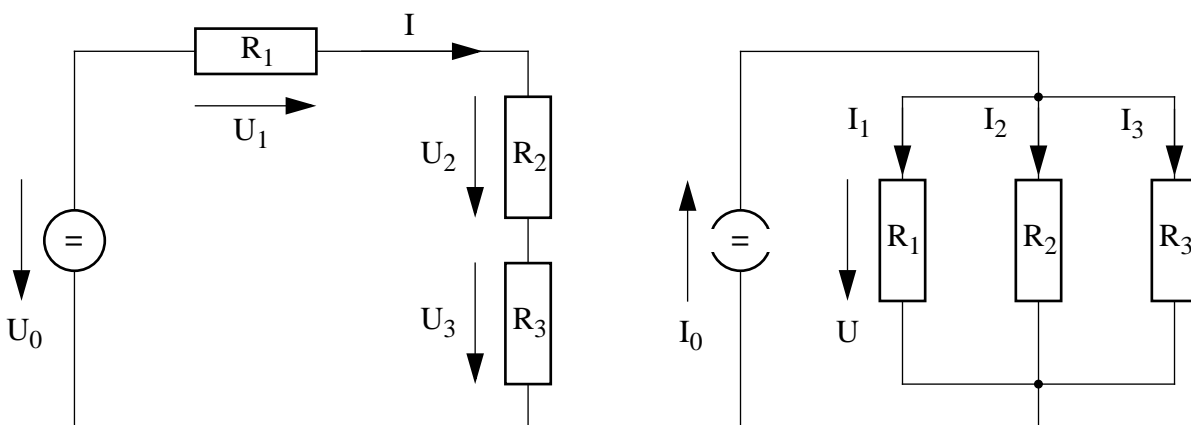 I
R1
U1
U2
R2
=
U0
U3
R3
I1
I2
I3
=
R1
R2
R3
I0
U